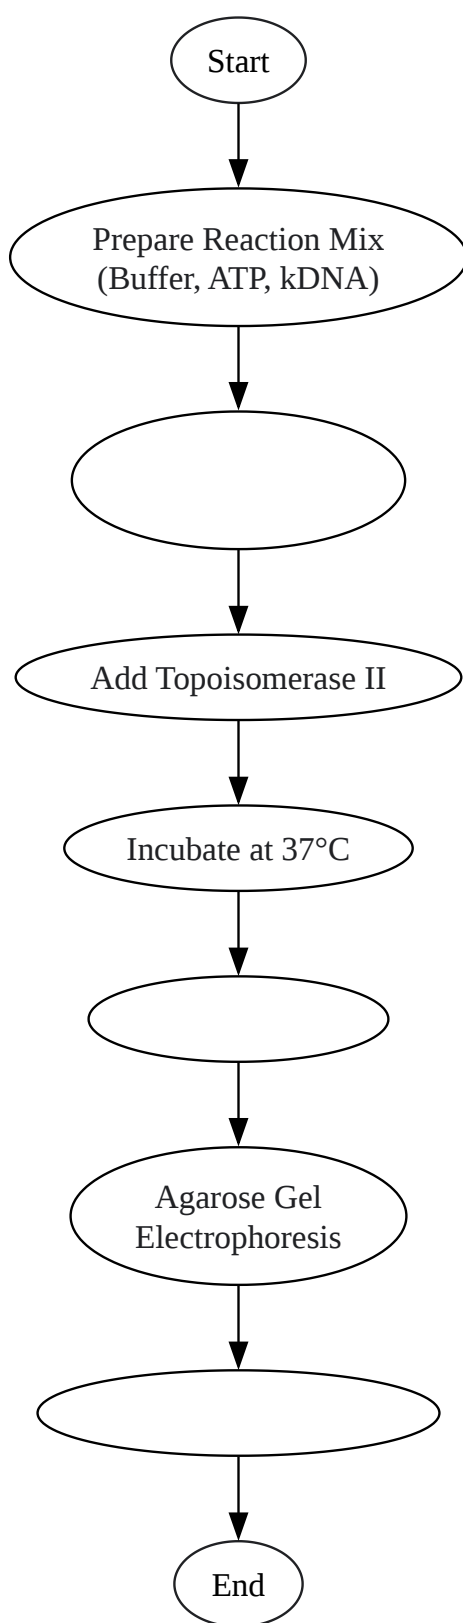 Start
Prepare Reaction Mix
(Buffer, ATP, kDNA)
Add Topoisomerase II
Incubate at 37°C
Agarose Gel
Electrophoresis
End